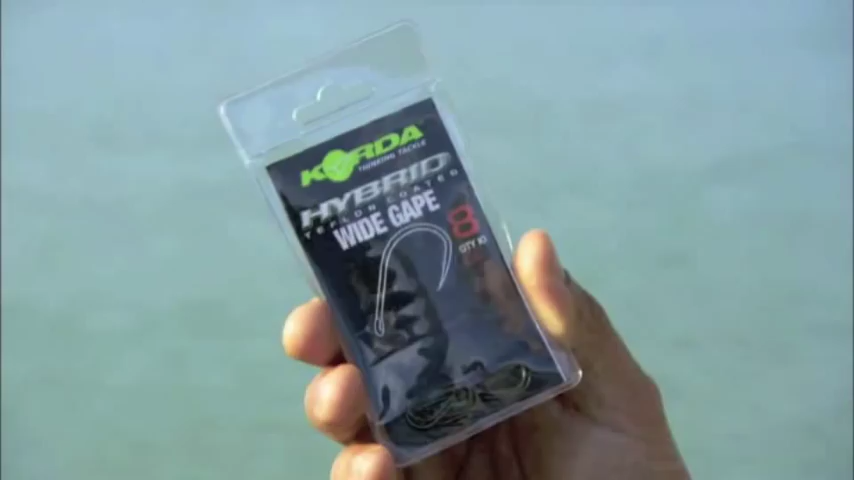 KORDA
THINKING TACKLE
HYBRID
TEFLON COATED
WIDE GAPE
8
QTY 10